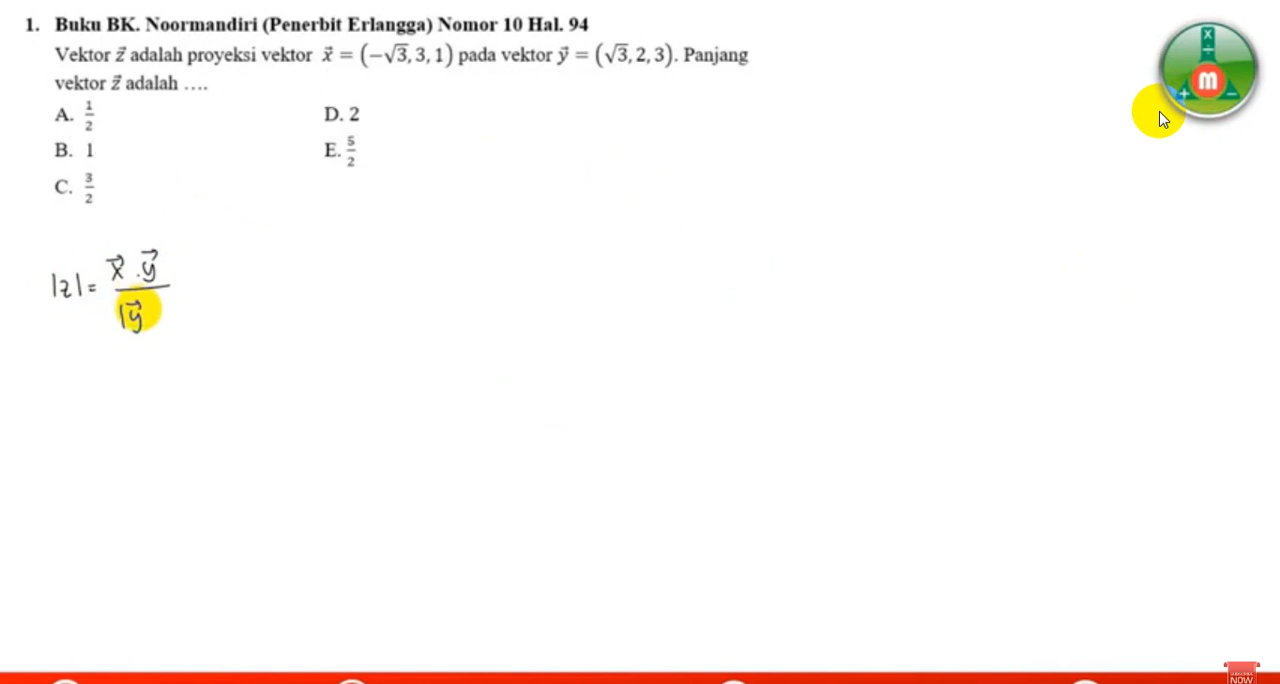 1. Buku BK. Noormandiri (Penerbit Erlangga) Nomor 10 Hal. 94
Vektor z⃗ adalah proyeksi vektor x⃗ = (−√3, 3, 1) pada vektor y⃗ = (√3, 2, 3). Panjang
vektor z⃗ adalah ….
A. 1/2
B. 1
C. 3/2
D. 2
E. 5/2
|z| = x⃗ . y⃗ / |y⃗
X ÷
m
+ −
NOW